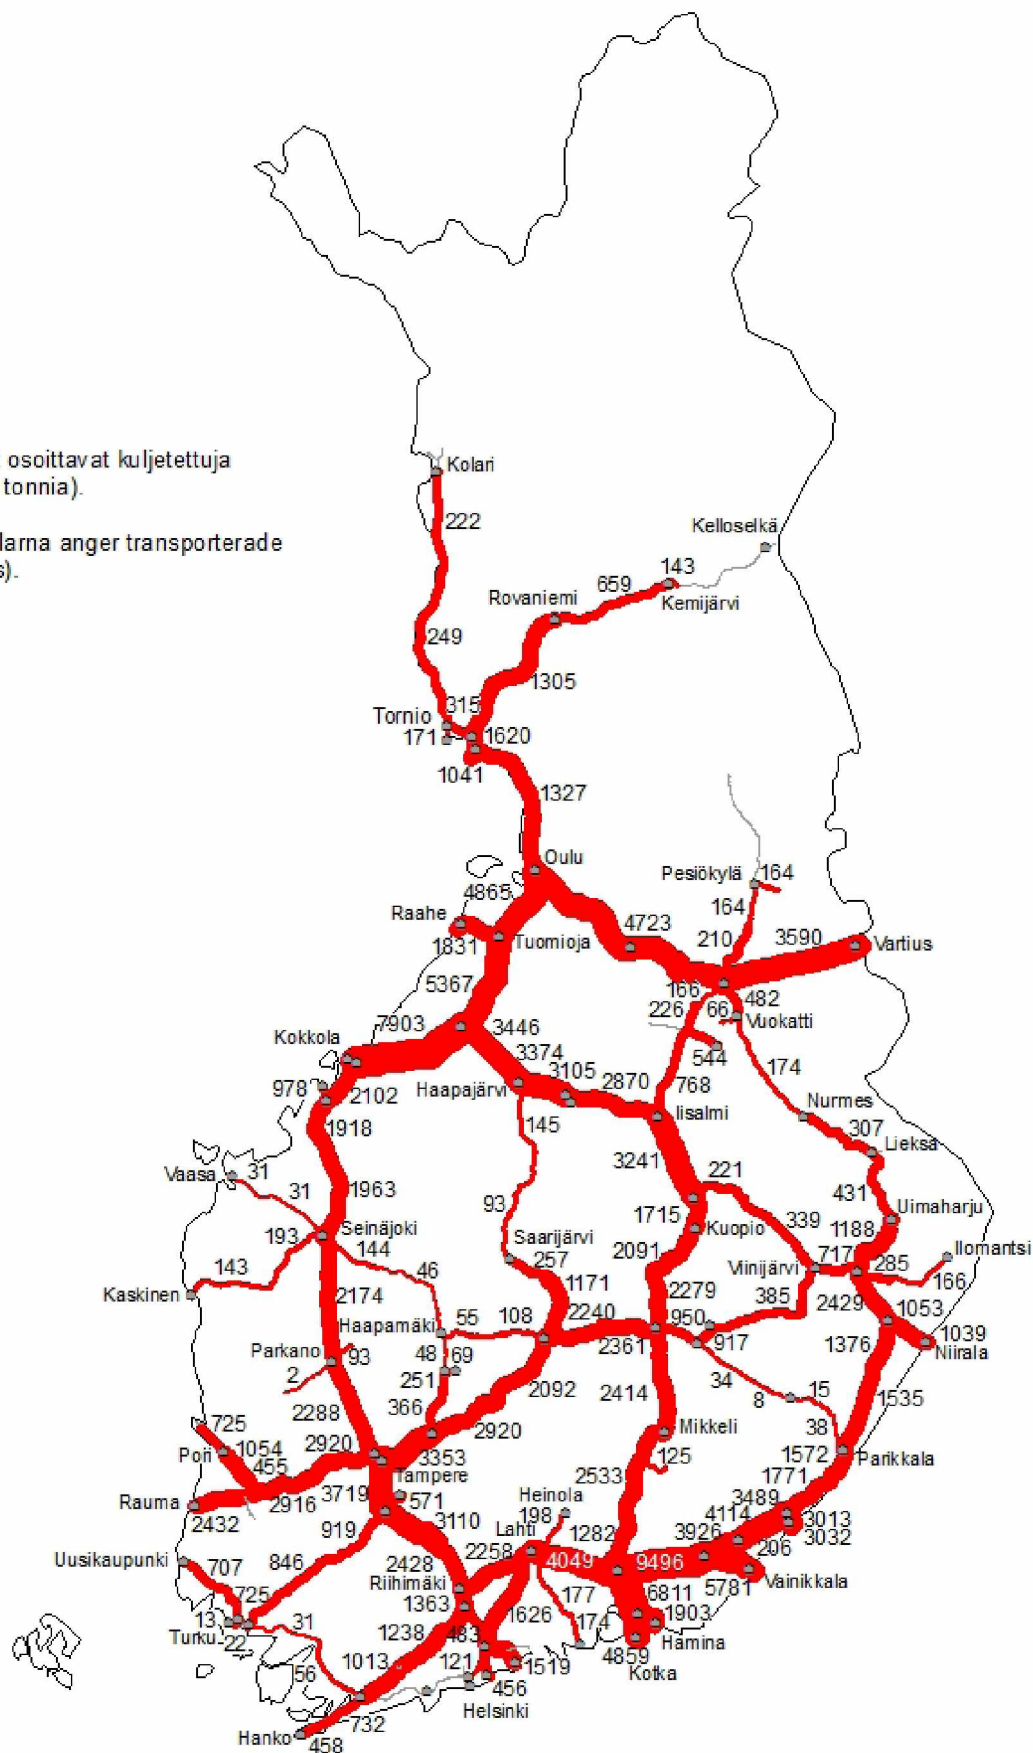 osoittavat kuljetettuja
tonnia).
larna anger transporterade
s).
Kolari
222
Kelloselkä
143
659
Rovaniemi
Kemijärvi
249
1305
315
Tornio
171
1620
1041
1327
Oulu
Pesiökylä
164
4865
164
Raahe
4723
3590
210
Vartius
1831
Tuomioja
5367
166
482
226
66
Vuokatti
7903
3446
Kokkola
3374
544
3105
2870
174
978
2102
Haapajärvi
768
Nurmes
Iisalmi
1918
145
307
Lieksa
3241
221
Vaasa
31
31
1963
93
431
Uimaharju
1715
339
1188
193
Seinäjoki
Saarijärvi
Kuopio
717
Ilomantsi
144
257
2091
Viinijärvi
285
143
46
1171
166
Kaskinen
2174
2279
385
2429
1053
Haapamäki
55
108
2240
950
2361
917
1376
1039
Niirala
Parkano
93
48
69
2
251
2092
34
15
2414
8
1535
2288
366
38
725
2920
2920
Mikkeli
Pori
1054
3353
125
1572
Parikkala
455
Tampere
2533
1771
Rauma
2916
3719
571
Heinola
3489
2432
198
4114
3013
919
3110
Lahti
1282
3926
3032
Uusikaupunki
846
2258
4049
9496
206
707
2428
5781
Vainikkala
Riihimäki
177
6811
725
1363
1626
1903
13
31
174
Turku
22
1238
483
Hamina
4859
56
1013
121
1519
Kotka
456
Helsinki
732
Hanko
458